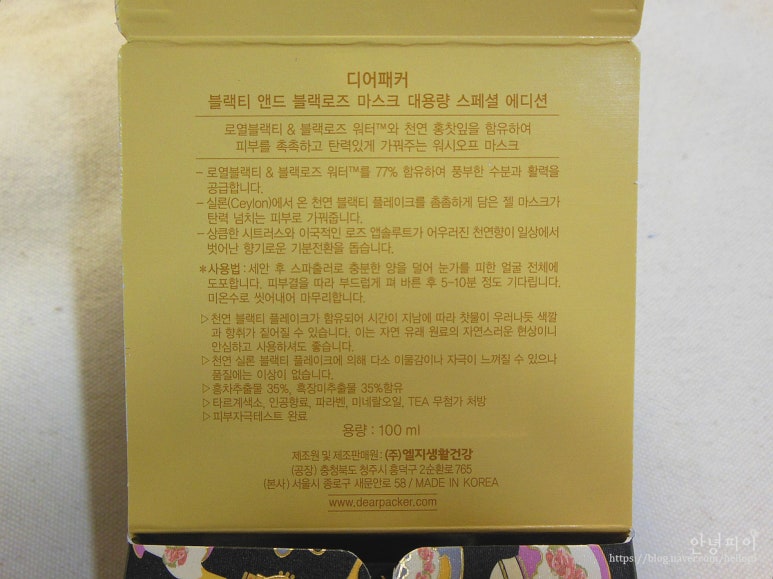 디어패커
블랙티 앤드 블랙로즈 마스크 대용량 스페셜 에디션
로열블랙티 & 블랙로즈 워터™와 천연 홍찻잎을 함유하여
피부를 촉촉하고 탄력있게 가꿔주는 워시오프 마스크
- 로열블랙티 & 블랙로즈 워터™를 77% 함유하여 풍부한 수분과 활력을
공급합니다.
- 실론(Ceylon)에서 온 천연 블랙티 플레이크를 촘촘하게 담은 젤 마스크가
탄력 넘치는 피부로 가꿔줍니다.
- 상큼한 시트러스와 이국적인 로즈 앱솔루트가 어우러진 천연향이 일상에서
벗어난 향기로운 기분전환을 돕습니다.
*사용법 : 세안 후 스파츌러로 충분한 양을 덜어 눈가를 피한 얼굴 전체에
도포합니다. 피부결을 따라 부드럽게 펴 바른 후 5-10분 정도 기다립니다.
미온수로 씻어내어 마무리합니다.
▷천연 블랙티 플레이크가 함유되어 시간이 지남에 따라 찻물이 우러나듯 색깔
과 향취가 짙어질 수 있습니다. 이는 자연 유래 원료의 자연스러운 현상이니
안심하고 사용하셔도 좋습니다.
▷천연 실론 블랙티 플레이크에 의해 다소 이물감이나 자극이 느껴질 수 있으나
품질에는 이상이 없습니다.
▷홍차추출물 35%, 흑장미추출물 35%함유
▷타르계색소, 인공향료, 파라벤, 미네랄오일, TEA 무첨가 처방
▷피부자극테스트 완료
용량 : 100 ml
제조원 및 제조판매원 : (주)엘지생활건강
(공장) 충청북도 청주시 흥덕구 2순환로 765
(본사) 서울시 종로구 새문안로 58 / MADE IN KOREA
www.dearpacker.com
안녕피이